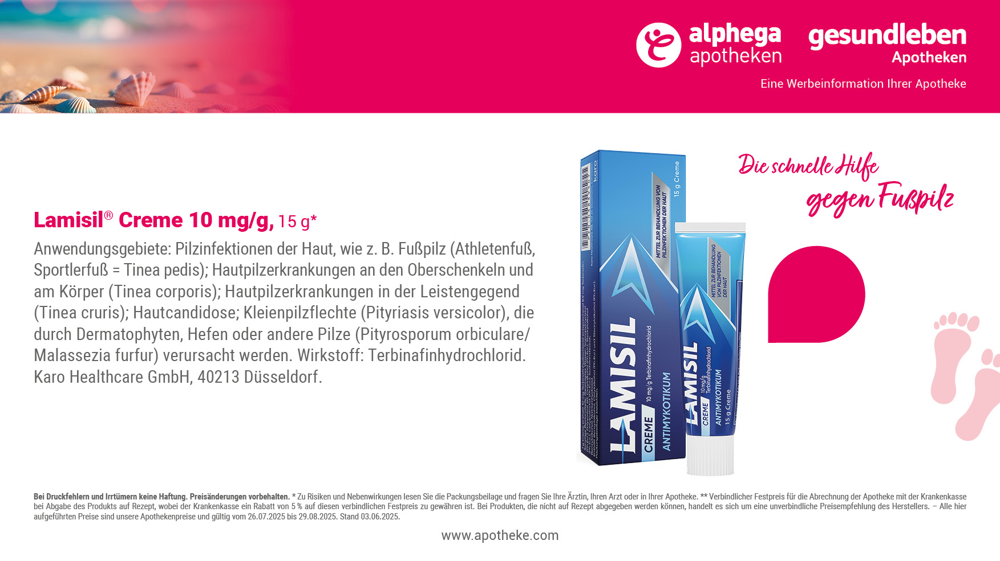 alphega
apotheken
gesundleben
Apotheken
Eine Werbeinformation Ihrer Apotheke
Die schnelle Hilfe
gegen Fußpilz
Lamisil® Creme 10 mg/g, 15 g*
Anwendungsgebiete: Pilzinfektionen der Haut, wie z. B. Fußpilz (Athletenfuß,
Sportlerfuß = Tinea pedis); Hautpilzerkrankungen an den Oberschenkeln und
am Körper (Tinea corporis); Hautpilzerkrankungen in der Leistengegend
(Tinea cruris); Hautcandidose; Kleienpilzflechte (Pityriasis versicolor), die
durch Dermatophyten, Hefen oder andere Pilze (Pityrosporum orbiculare/
Malassezia furfur) verursacht werden. Wirkstoff: Terbinafinhydrochlorid.
Karo Healthcare GmbH, 40213 Düsseldorf.
karo
15 g Creme
MITTEL ZUR BEHANDLUNG VON
PILZINFEKTIONEN DER HAUT
LAMISIL
10 mg/g Terbinafinhydrochlorid
CREME
ANTIMYKOTIKUM
MITTEL ZUR BEHANDLUNG
VON PILZINFEKTIONEN
DER HAUT
LAMISIL
10 mg/g
Terbinafinhydrochlorid
CREME
ANTIMYKOTIKUM
15 g Creme
Bei Druckfehlern und Irrtümern keine Haftung. Preisänderungen vorbehalten. * Zu Risiken und Nebenwirkungen lesen Sie die Packungsbeilage und fragen Sie Ihre Ärztin, Ihren Arzt oder in Ihrer Apotheke. ** Verbindlicher Festpreis für die Abrechnung der Apotheke mit der Krankenkasse
bei Abgabe des Produkts auf Rezept, wobei der Krankenkasse ein Rabatt von 5 % auf diesen verbindlichen Festpreis zu gewähren ist. Bei Produkten, die nicht auf Rezept abgegeben werden können, handelt es sich um eine unverbindliche Preisempfehlung des Herstellers. – Alle hier
aufgeführten Preise sind unsere Apothekenpreise und gültig vom 26.07.2025 bis 29.08.2025. Stand 03.06.2025.
www.apotheke.com